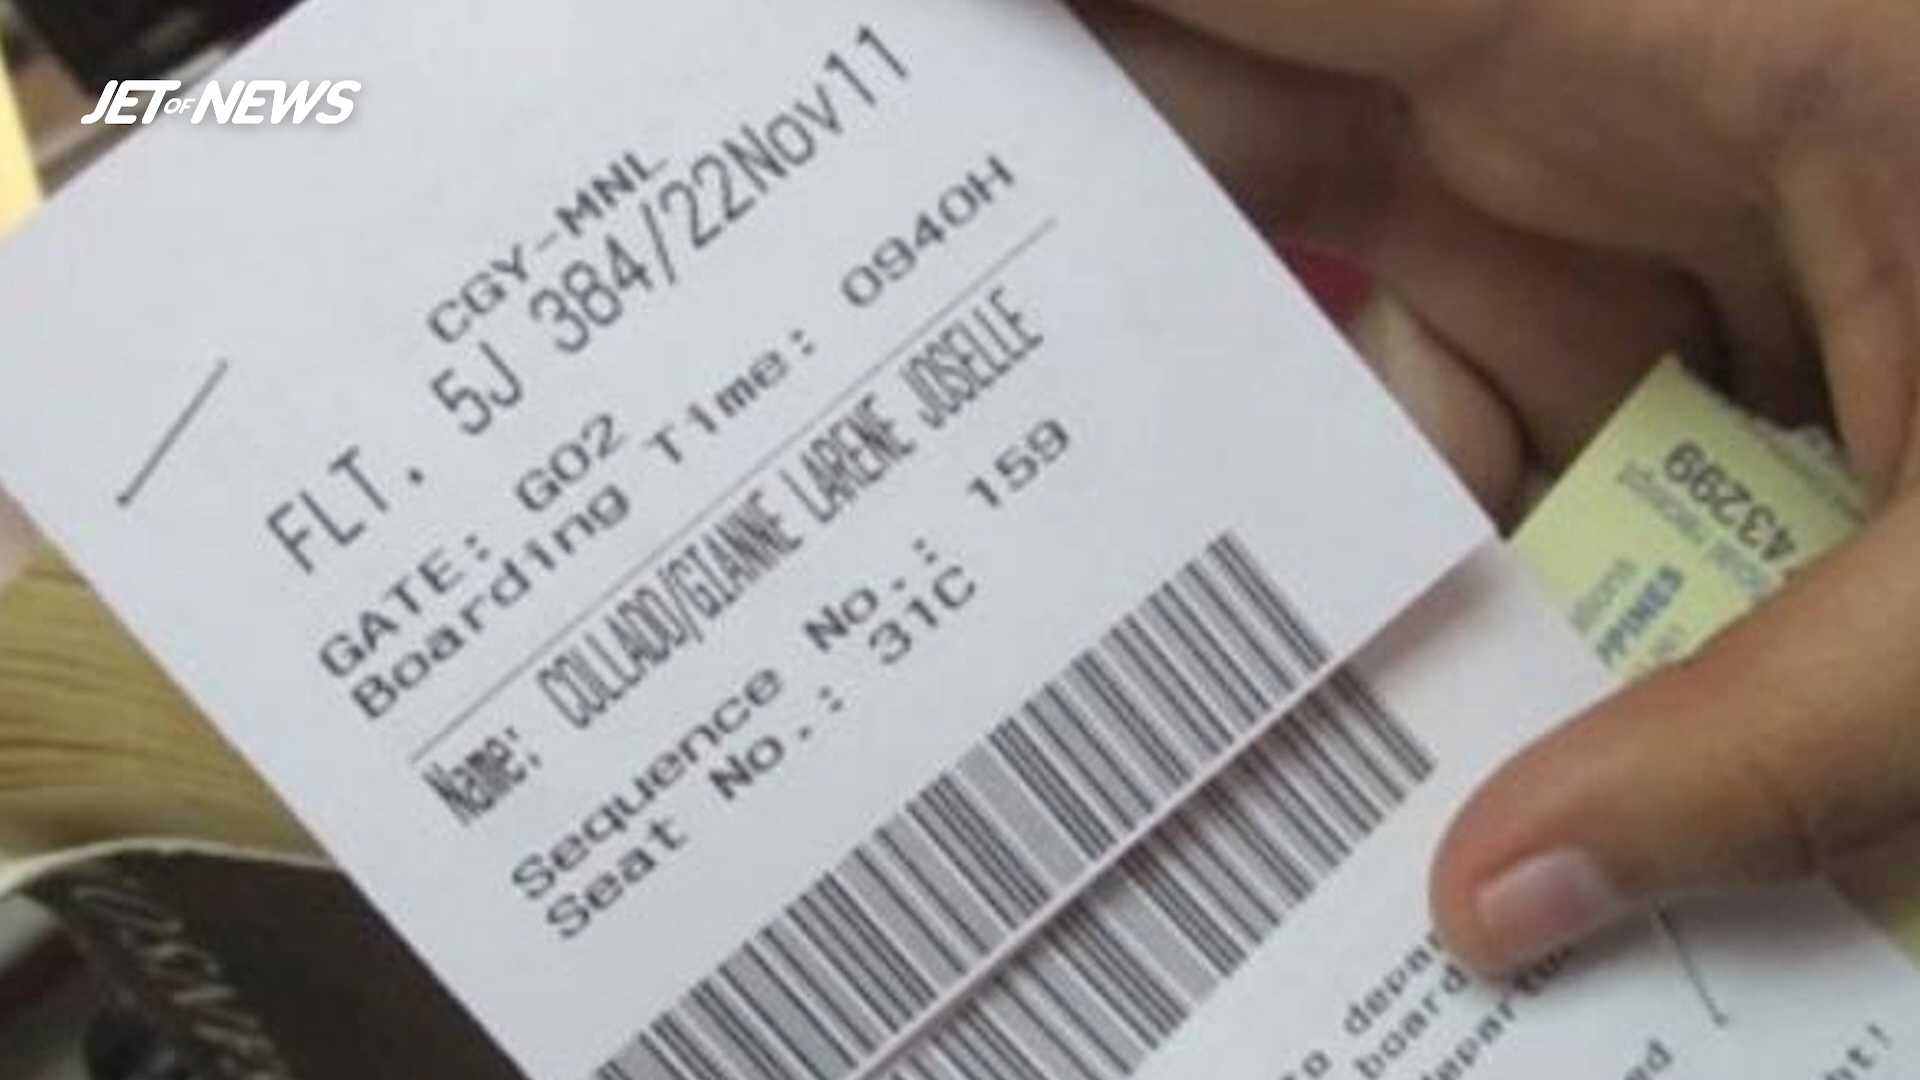 JET OF NEWS
CGY-MNL
FLT. 5J 384/22Nov11
GATE: G02
Boarding Time: 0940H
Name: COLLADO/GIANNE LARENE JOSELLE
Sequence No.: 159
Seat No.: 31C
43299
PPINES